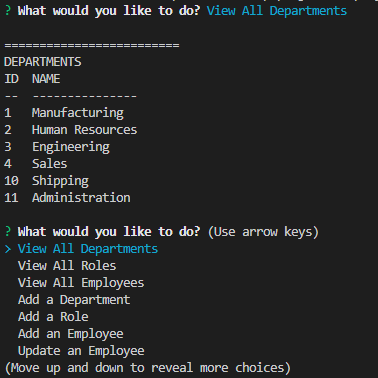 ? What would you like to do? View All Departments
=========================
DEPARTMENTS
ID  NAME
--  ---------------
1   Manufacturing
2   Human Resources
3   Engineering
4   Sales
10  Shipping
11  Administration
? What would you like to do? (Use arrow keys)
> View All Departments
  View All Roles
  View All Employees
  Add a Department
  Add a Role
  Add an Employee
  Update an Employee
(Move up and down to reveal more choices)